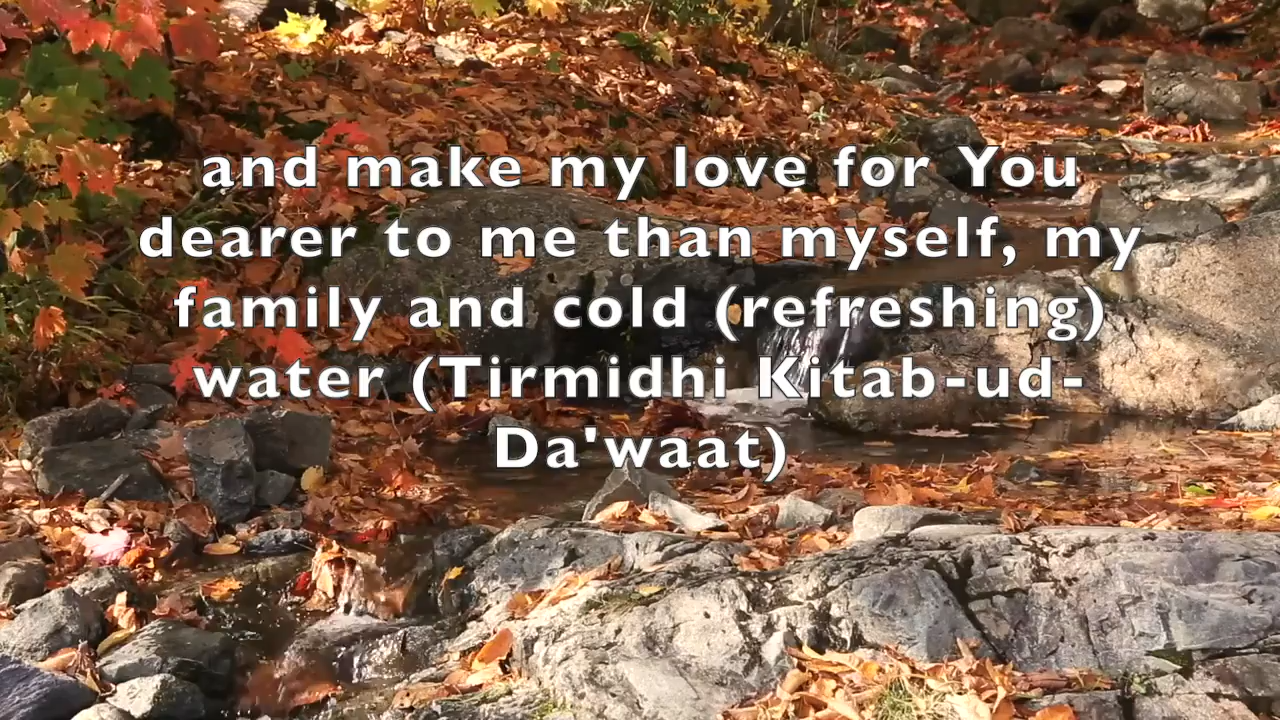 and make my love for You
dearer to me than myself, my
family and cold (refreshing)
water (Tirmidhi Kitab-ud-
Da'waat)